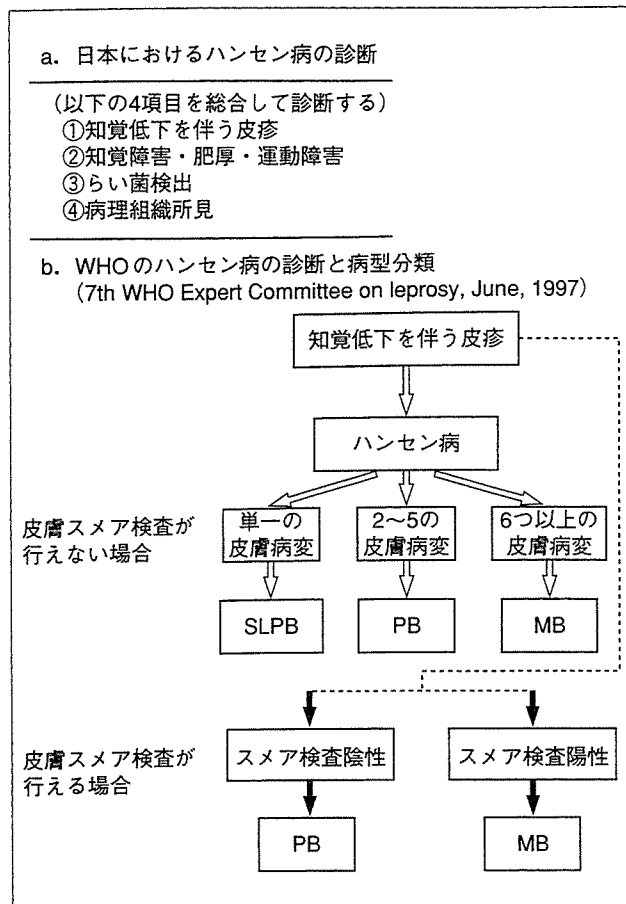 a. 日本におけるハンセン病の診断
(以下の4項目を総合して診断する)
①知覚低下を伴う皮疹
②知覚障害・肥厚・運動障害
③らい菌検出
④病理組織所見
b. WHOのハンセン病の診断と病型分類
(7th WHO Expert Committee on leprosy, June, 1997)
知覚低下を伴う皮疹
ハンセン病
皮膚スメア検査が
行えない場合
単一の
皮膚病変
2〜5の
皮膚病変
6つ以上の
皮膚病変
SLPB
PB
MB
皮膚スメア検査が
行える場合
スメア検査陰性
スメア検査陽性
PB
MB